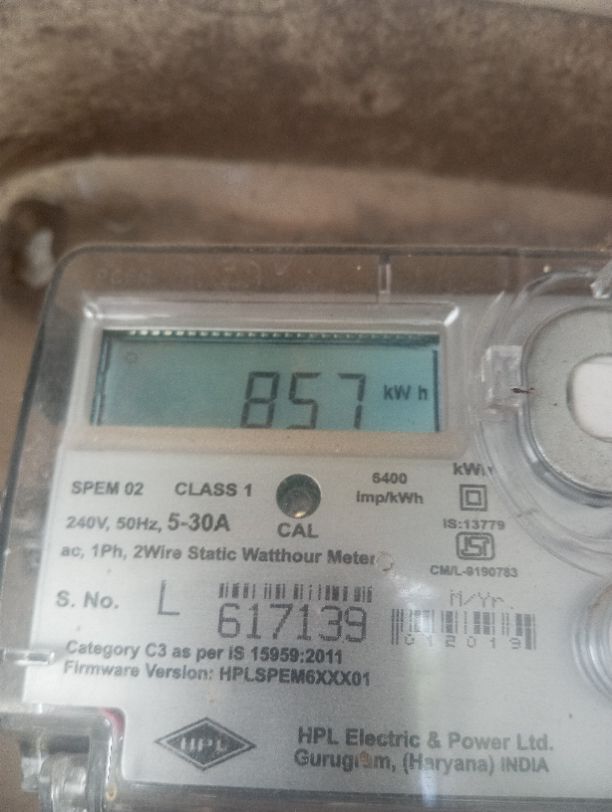 857 kWh
SPEM 02 CLASS 1 6400 kWh
240V, 50Hz, 5-30A CAL imp/kWh
IS:13779
ac, 1Ph, 2Wire Static Watthour Meter
ISI
CM/L-9190783
S. No. L 617139 M/Yr.
Category C3 as per IS 15959:2011
Firmware Version: HPLSPEM6XXX01
HPL HPL Electric & Power Ltd.
Gurugram, (Haryana) INDIA